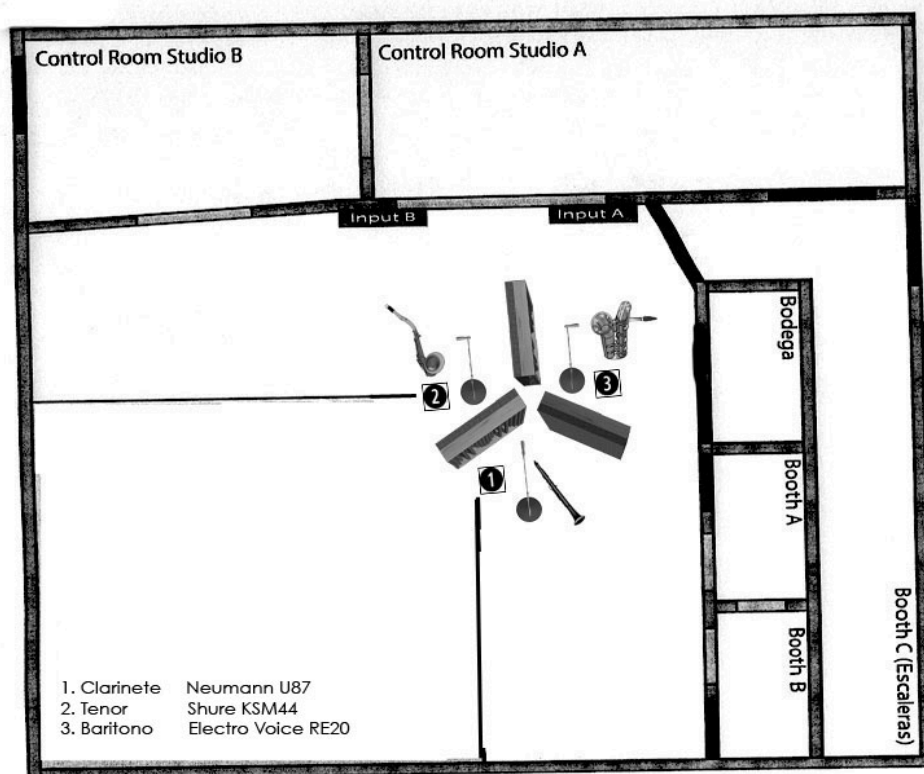 Control Room Studio B
Control Room Studio A
Input B
Input A
Bodega
2
3
1
Booth A
Booth B
Booth C (Escaleras)
1. Clarinete Neumann U87
2. Tenor Shure KSM44
3. Baritono Electro Voice RE20